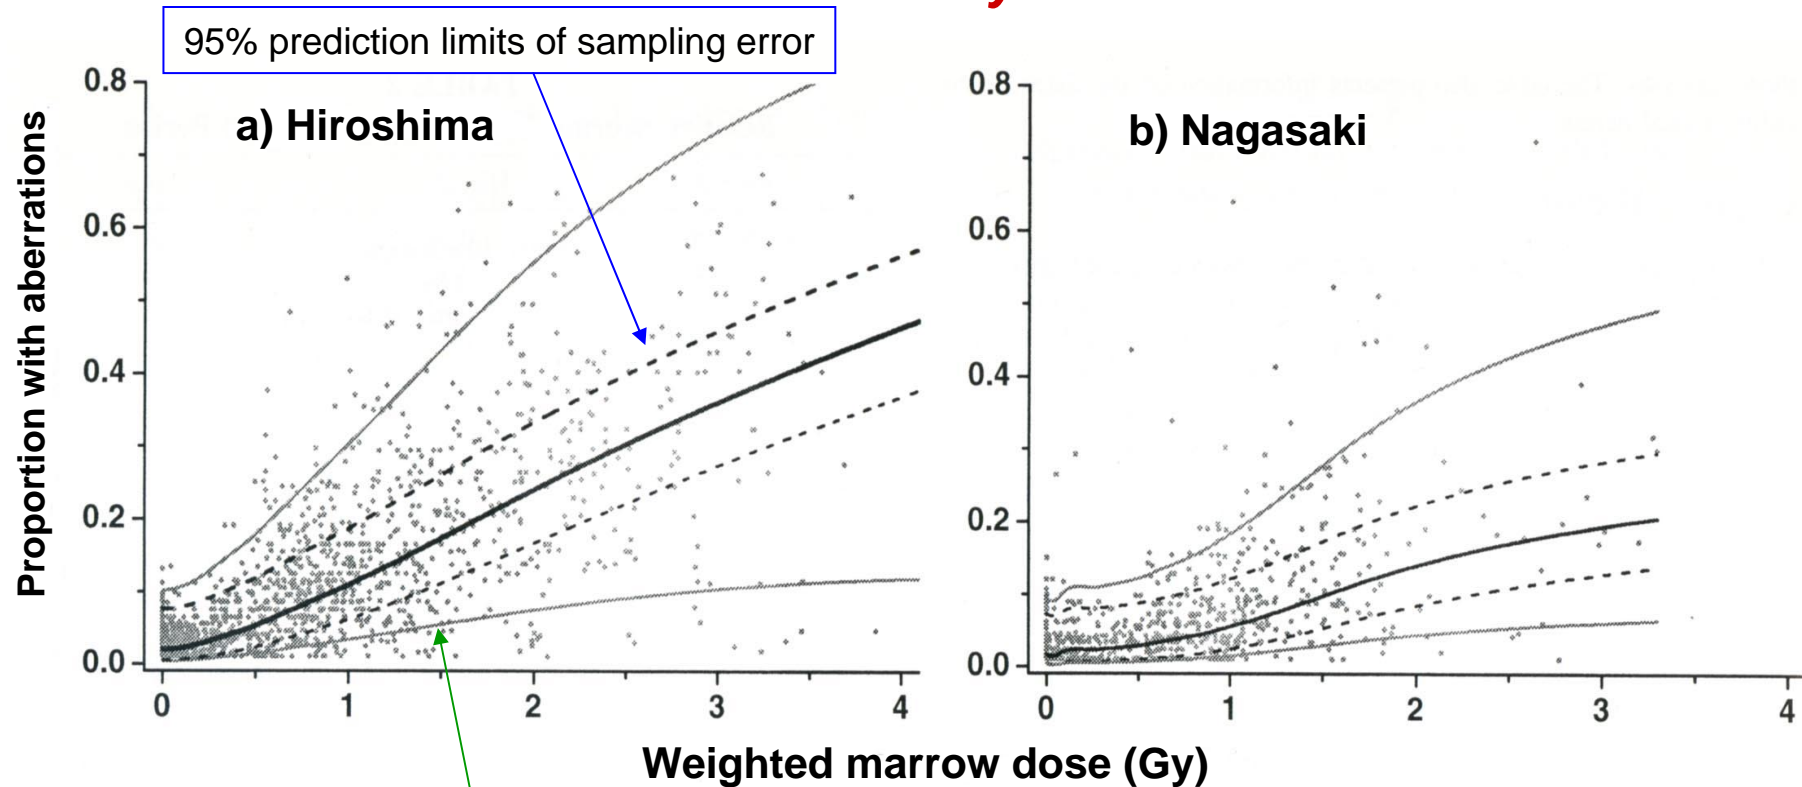 95% prediction limits of sampling error
a) Hiroshima
b) Nagasaki
Proportion with aberrations
0.8
0.6
0.4
0.2
0.0
0 1 2 3 4
0.8
0.6
0.4
0.2
0.0
0 1 2 3 4
Weighted marrow dose (Gy)